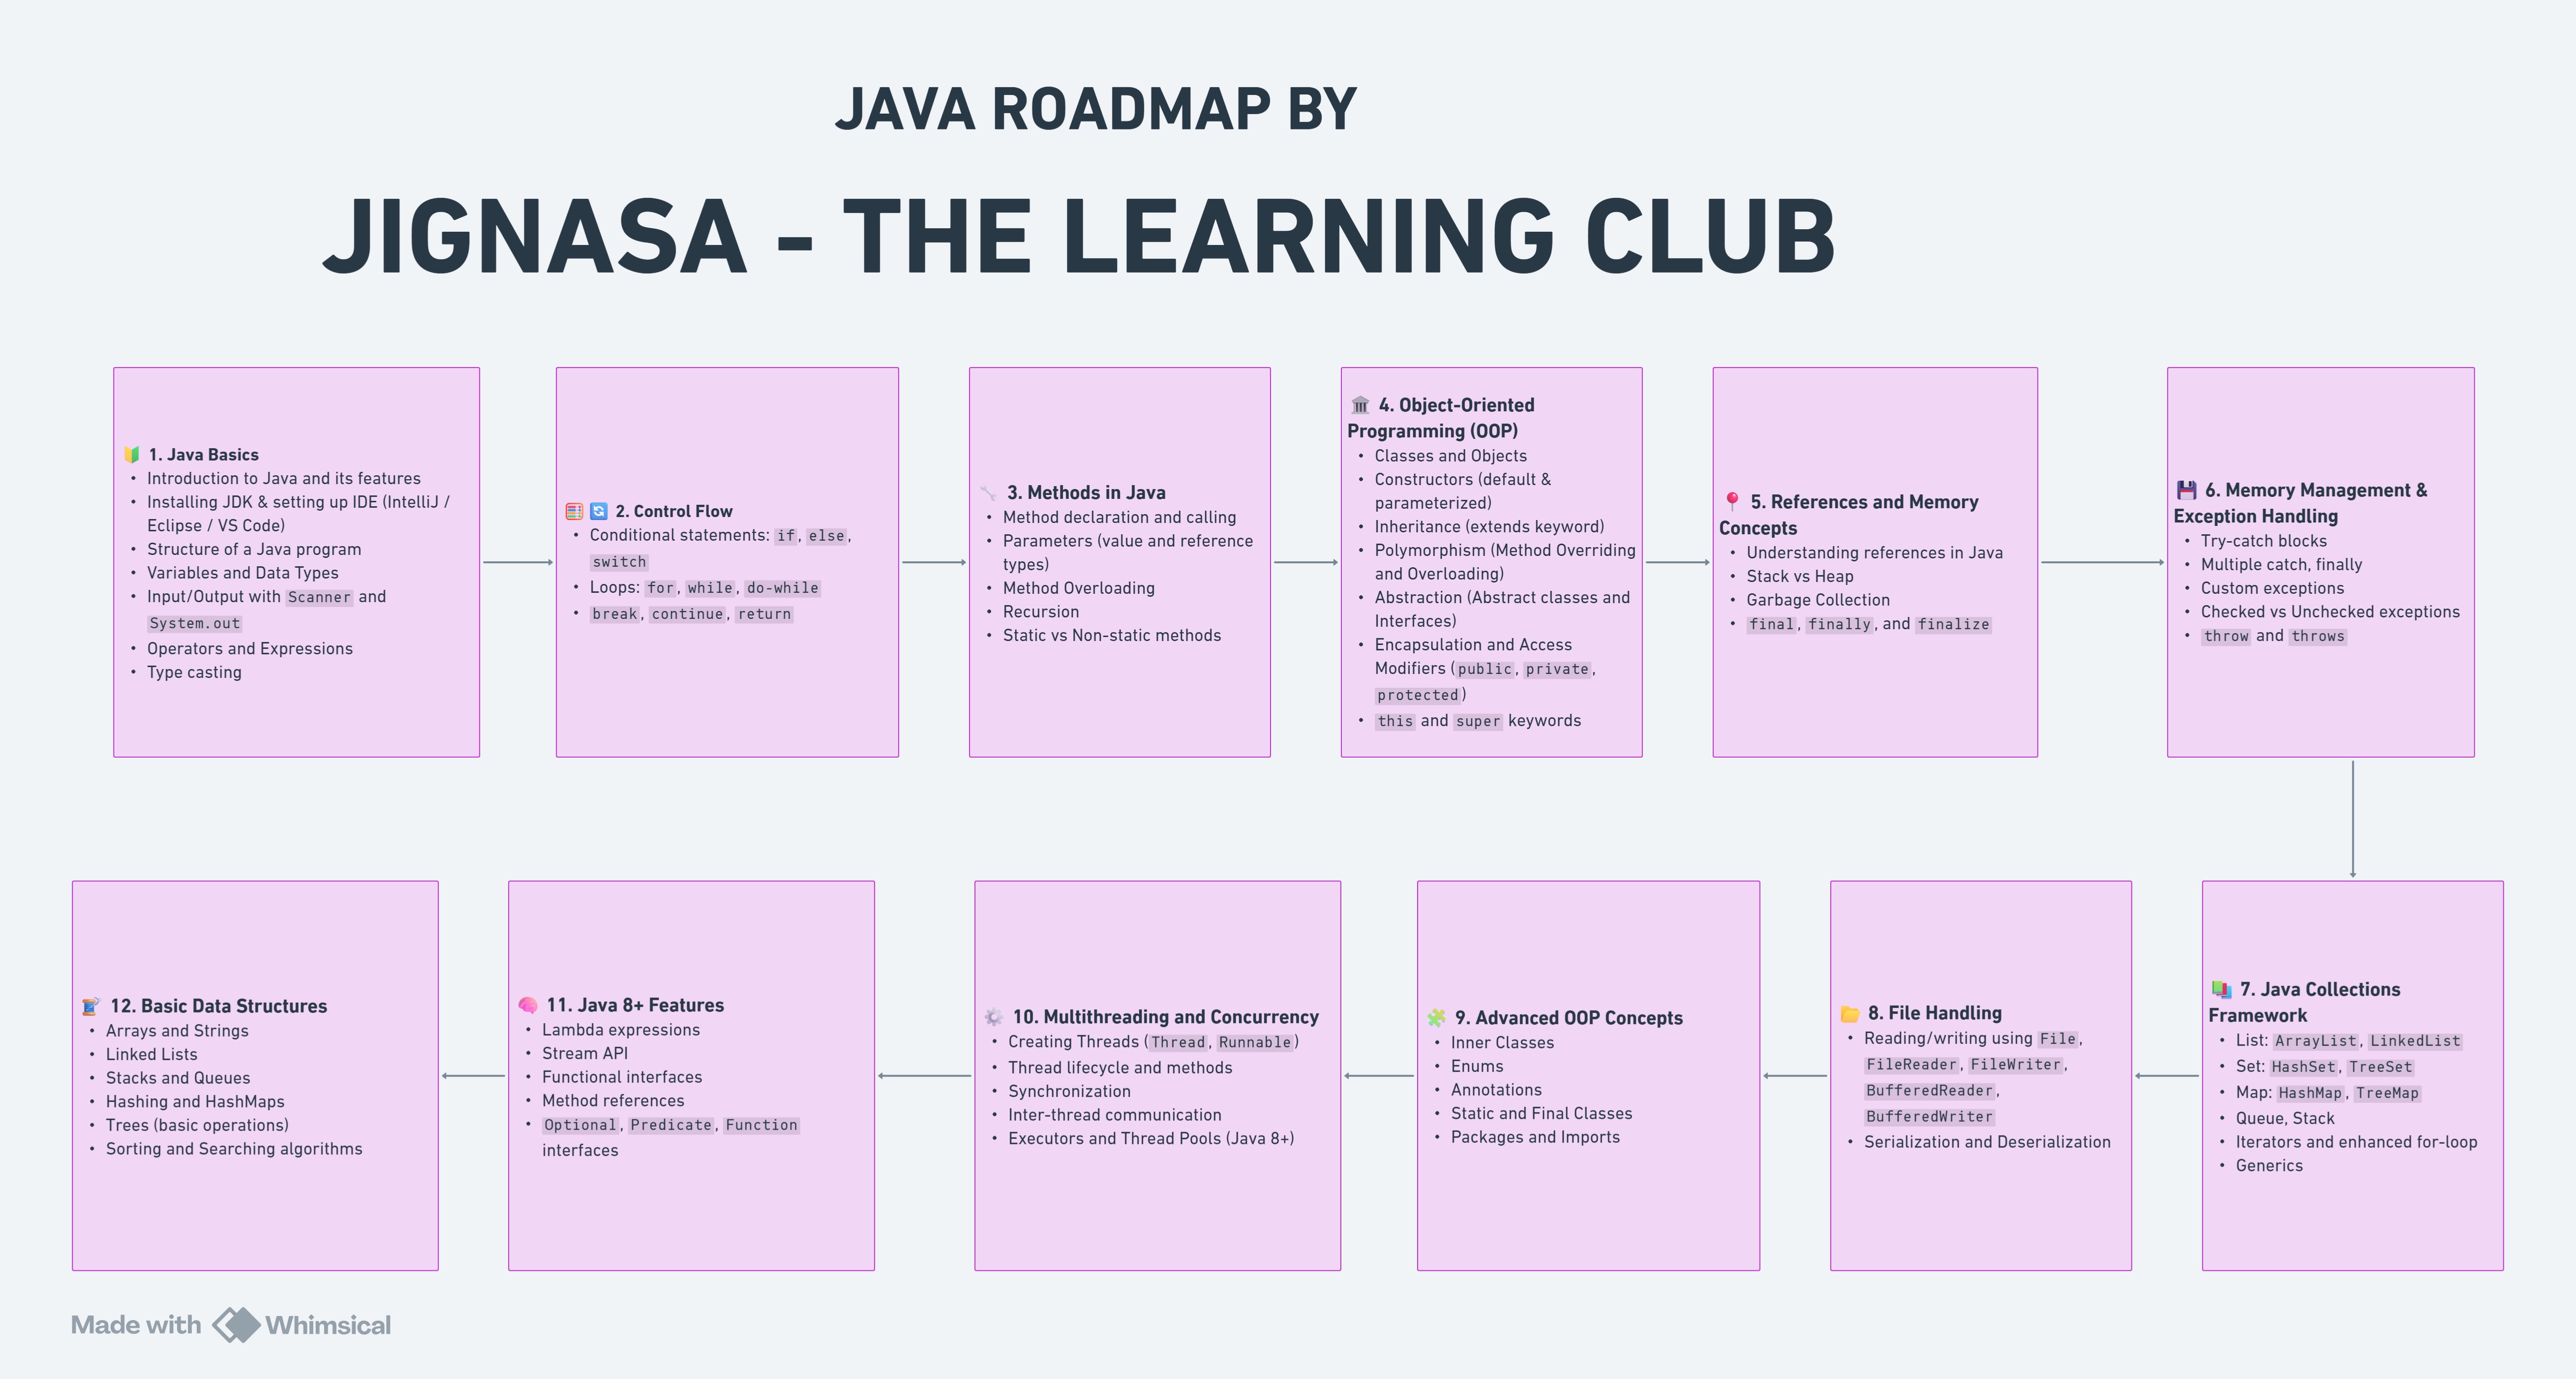 JAVA ROADMAP BY
JIGNASA - THE LEARNING CLUB
🔰 1. Java Basics
• Introduction to Java and its features
• Installing JDK & setting up IDE (IntelliJ /
Eclipse / VS Code)
• Structure of a Java program
• Variables and Data Types
• Input/Output with Scanner and
System.out
• Operators and Expressions
• Type casting
🧮 🔄 2. Control Flow
• Conditional statements: if, else,
switch
• Loops: for, while, do-while
• break, continue, return
🔧 3. Methods in Java
• Method declaration and calling
• Parameters (value and reference
types)
• Method Overloading
• Recursion
• Static vs Non-static methods
🏛️ 4. Object-Oriented
Programming (OOP)
• Classes and Objects
• Constructors (default &
parameterized)
• Inheritance (extends keyword)
• Polymorphism (Method Overriding
and Overloading)
• Abstraction (Abstract classes and
Interfaces)
• Encapsulation and Access
Modifiers (public, private,
protected)
• this and super keywords
📍 5. References and Memory
Concepts
• Understanding references in Java
• Stack vs Heap
• Garbage Collection
• final, finally, and finalize
💾 6. Memory Management &
Exception Handling
• Try-catch blocks
• Multiple catch, finally
• Custom exceptions
• Checked vs Unchecked exceptions
• throw and throws
📚 7. Java Collections
Framework
• List: ArrayList, LinkedList
• Set: HashSet, TreeSet
• Map: HashMap, TreeMap
• Queue, Stack
• Iterators and enhanced for-loop
• Generics
📁 8. File Handling
• Reading/writing using File,
FileReader, FileWriter,
BufferedReader,
BufferedWriter
• Serialization and Deserialization
🧩 9. Advanced OOP Concepts
• Inner Classes
• Enums
• Annotations
• Static and Final Classes
• Packages and Imports
⚙️ 10. Multithreading and Concurrency
• Creating Threads (Thread, Runnable)
• Thread lifecycle and methods
• Synchronization
• Inter-thread communication
• Executors and Thread Pools (Java 8+)
🧠 11. Java 8+ Features
• Lambda expressions
• Stream API
• Functional interfaces
• Method references
• Optional, Predicate, Function
interfaces
🧵 12. Basic Data Structures
• Arrays and Strings
• Linked Lists
• Stacks and Queues
• Hashing and HashMaps
• Trees (basic operations)
• Sorting and Searching algorithms
Made with Whimsical